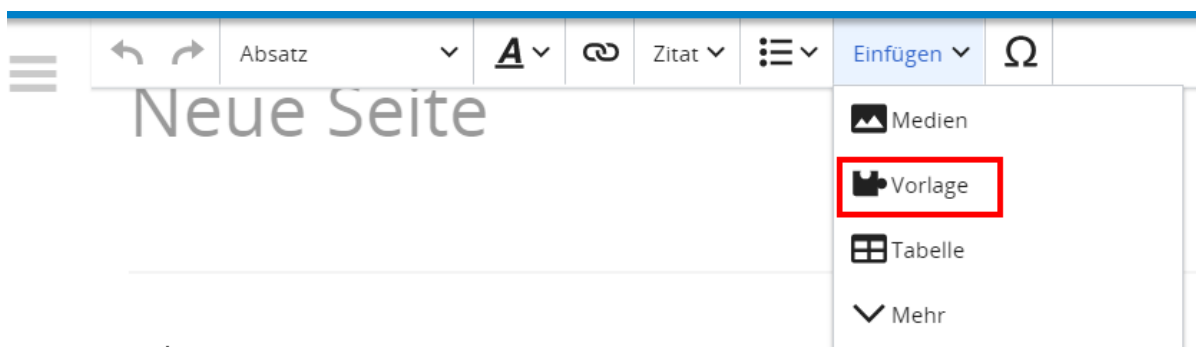 Absatz A Zitat Einfügen Ω
Neue Seite
Medien
Vorlage
Tabelle
Mehr